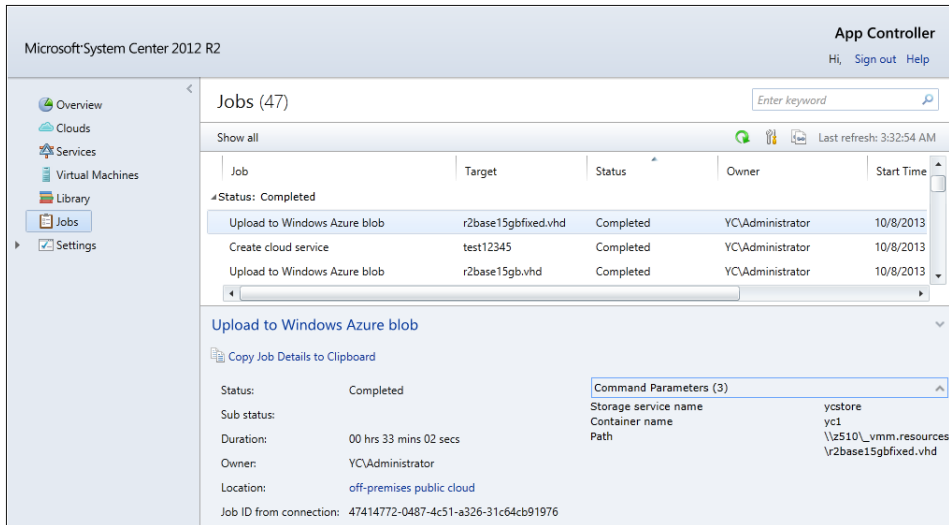 Microsoft System Center 2012 R2
App Controller
Hi, Sign out Help
Overview
Clouds
Services
Virtual Machines
Library
Jobs
Settings
Jobs (47)
Enter keyword
Show all
Last refresh: 3:32:54 AM
Job Target Status Owner Start Time
Status: Completed
Upload to Windows Azure blob r2base15gbfixed.vhd Completed YC\Administrator 10/8/2013
Create cloud service test12345 Completed YC\Administrator 10/8/2013
Upload to Windows Azure blob r2base15gb.vhd Completed YC\Administrator 10/8/2013
Upload to Windows Azure blob
Copy Job Details to Clipboard
Status: Completed
Sub status:
Duration: 00 hrs 33 mins 02 secs
Owner: YC\Administrator
Location: off-premises public cloud
Job ID from connection: 47414772-0487-4c51-a326-31c64cb91976
Command Parameters (3)
Storage service name ycstore
Container name yc1
Path \\z510\_vmm.resources
\r2base15gbfixed.vhd